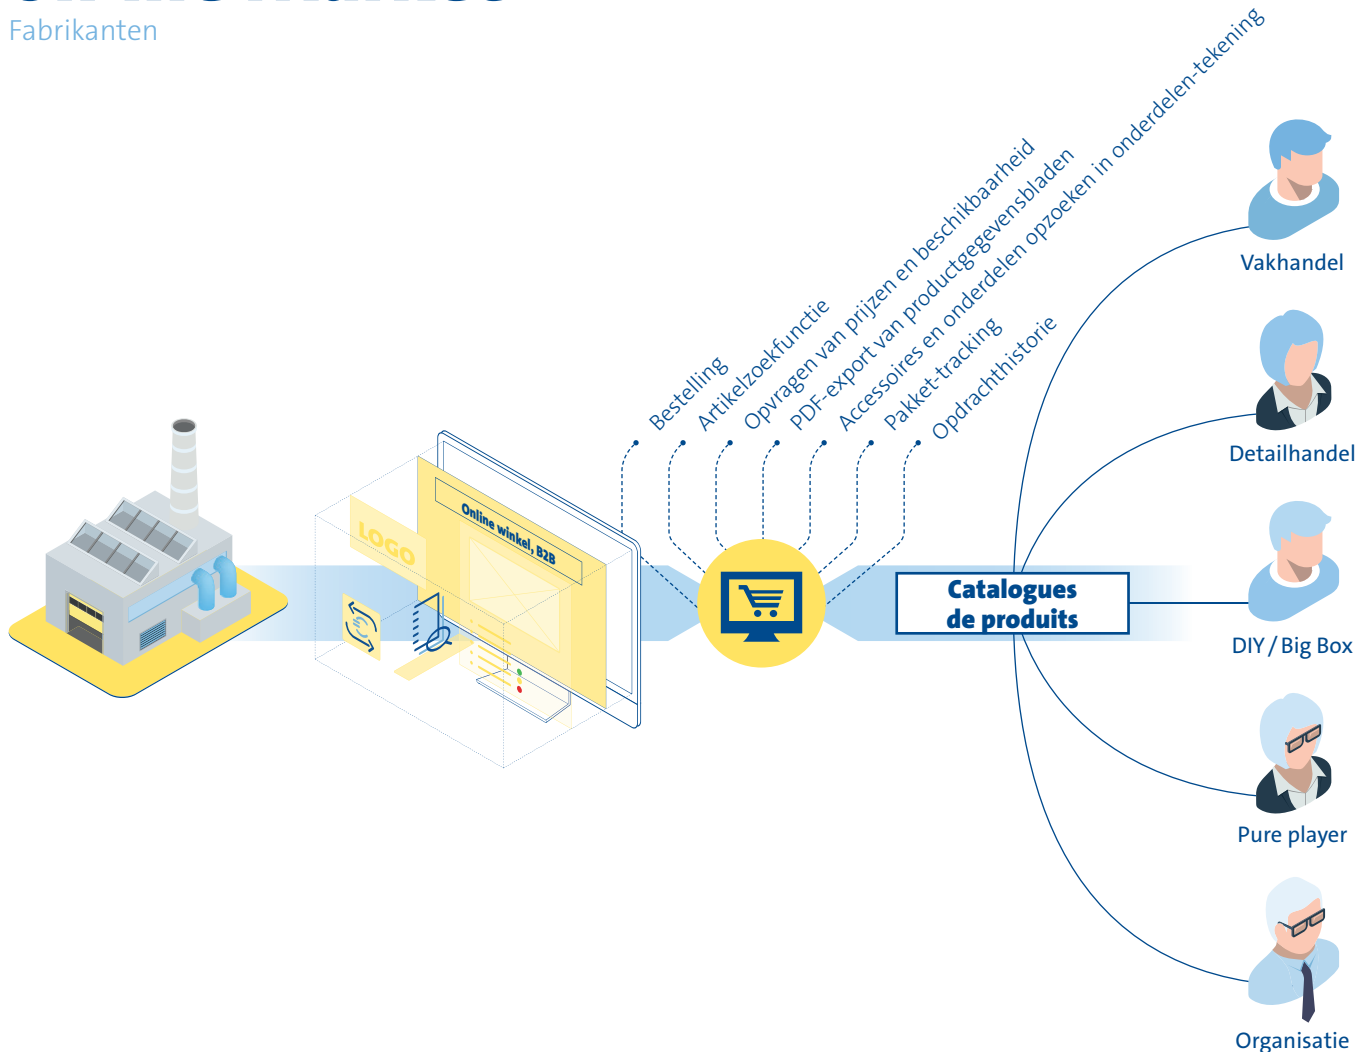 Fabrikanten
Bestelling
Artikelzoekfunctie
Opvragen van prijzen en beschikbaarheid
PDF-export van productgegevensbladen
Accessoires en onderdelen opzoeken in onderdelen-tekening
Pakket-tracking
Opdrachthistorie
LOGO
Online winkel, B2B
Catalogues
de produits
Vakhandel
Detailhandel
DIY / Big Box
Pure player
Organisatie